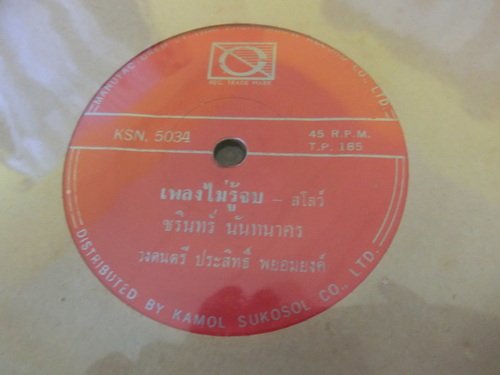 MANUFACTURED
CO., LTD.
REG. TRADE MARK
KSN. 5034
45 R.P.M.
T.P. 185
เพลงไม่รู้จบ - สโลว์
ชรินทร์ นันทนาคร
วงดนตรี ประสิทธิ์ พยอมยงค์
DISTRIBUTED BY KAMOL SUKOSOL CO., LTD.